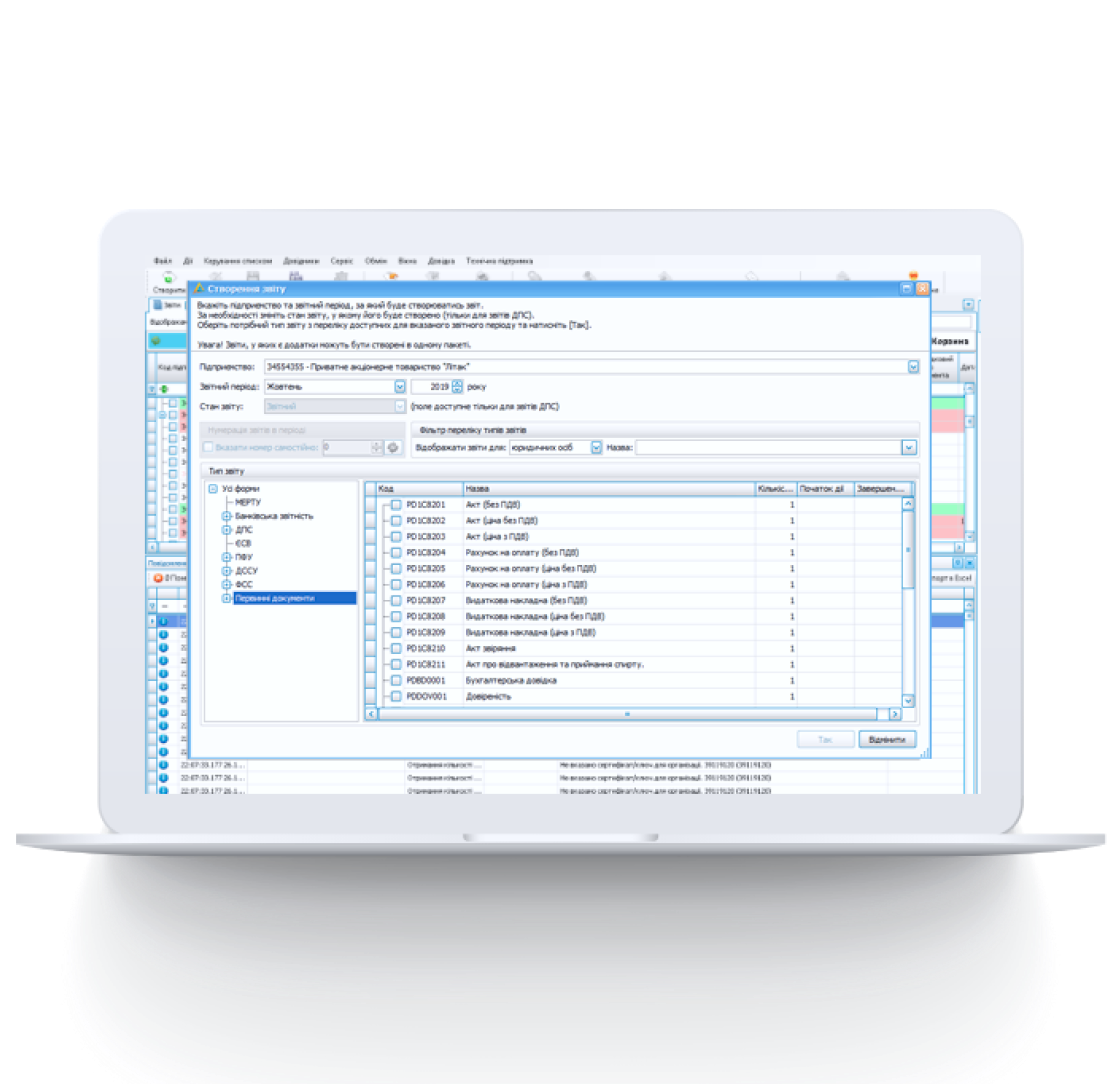 Файл Дії Керування списком Довідники Сервіс Обмін Вікна Довідка Технічна підтримка
Створити
Створення звіту
Звіти
Вкажіть підприємство та звітний період, за який буде створюватись звіт.
За необхідності змініть стан звіту, у якому його буде створено (тільки для звітів ДПС).
Оберіть потрібний тип звіту з переліку доступних для вказаного звітного періоду та натисніть [Так].
Увага! Звіти, у яких є додатки можуть бути створені в одному пакеті.
Корзина
Підприємство: 34554355 - Приватне акціонерне товариство "Літак"
Звітний період: Жовтень 2019 року
Стан звіту: Звітний (поле доступне тільки для звітів ДПС)
Нумерація звітів в періоді Фільтр переліку типів звітів
Вказати номер самостійно: 0 Відображати звіти для: юридичних осіб Назва:
Тип звіту
Усі форми
МЕРТУ
Банківська звітність
ДПС
ЄСВ
ПФУ
ДССУ
ФСС
Первинні документи
Код Назва Кількіс... Початок дії Завершен...
PD1C8201 Акт (без ПДВ) 1
PD1C8202 Акт (ціна без ПДВ) 1
PD1C8203 Акт (ціна з ПДВ) 1
PD1C8204 Рахунок на оплату (без ПДВ) 1
PD1C8205 Рахунок на оплату (ціна без ПДВ) 1
PD1C8206 Рахунок на оплату (ціна з ПДВ) 1
PD1C8207 Видаткова накладна (без ПДВ) 1
PD1C8208 Видаткова накладна (ціна без ПДВ) 1
PD1C8209 Видаткова накладна (ціна з ПДВ) 1
PD1C8210 Акт звіряння 1
PD1C8211 Акт про відвантаження та приймання спирту. 1
PDBD0001 Бухгалтерська довідка 1
PDDOV001 Довіреність 1
Так Відмінити
22:07:33.177 26.1... Отримання кількості ... Не вказано сертифікат/ключ для організації. 39119120 (39119120)
22:07:33.177 26.1... Отримання кількості ... Не вказано сертифікат/ключ для організації. 39119120 (39119120)
22:07:33.177 26.1... Отримання кількості ... Не вказано сертифікат/ключ для організації. 39119120 (39119120)